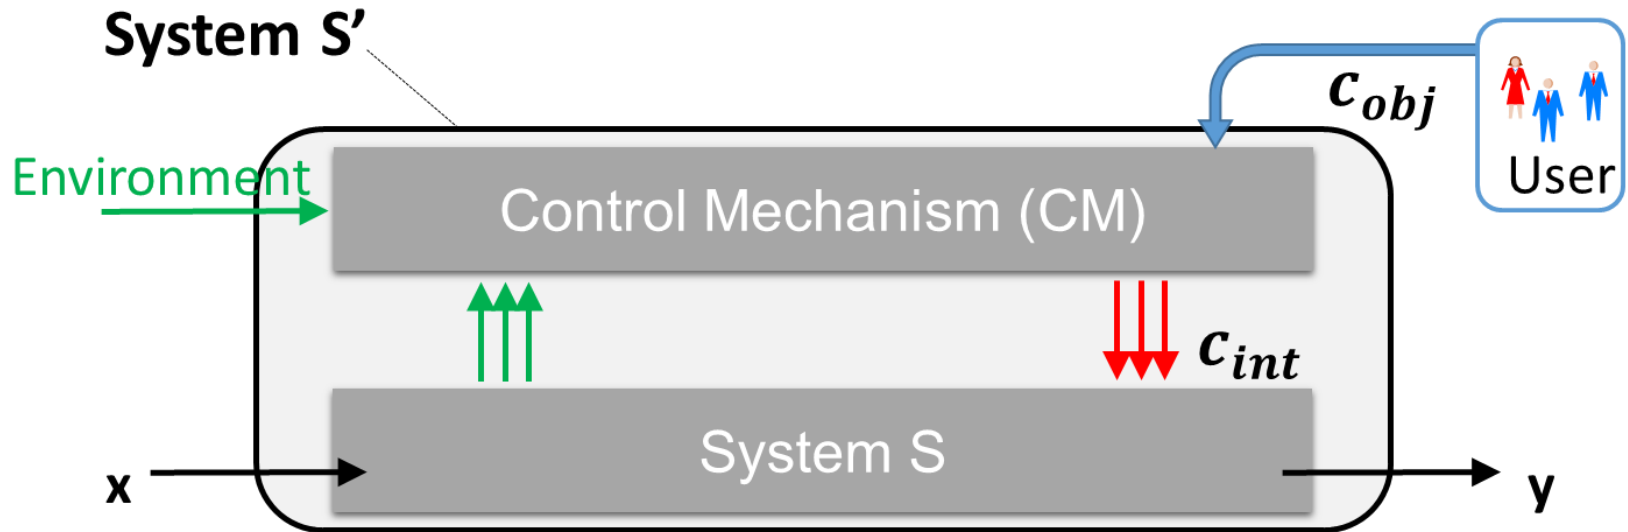 System S’
c_obj
User
Environment
Control Mechanism (CM)
c_int
System S
x
y